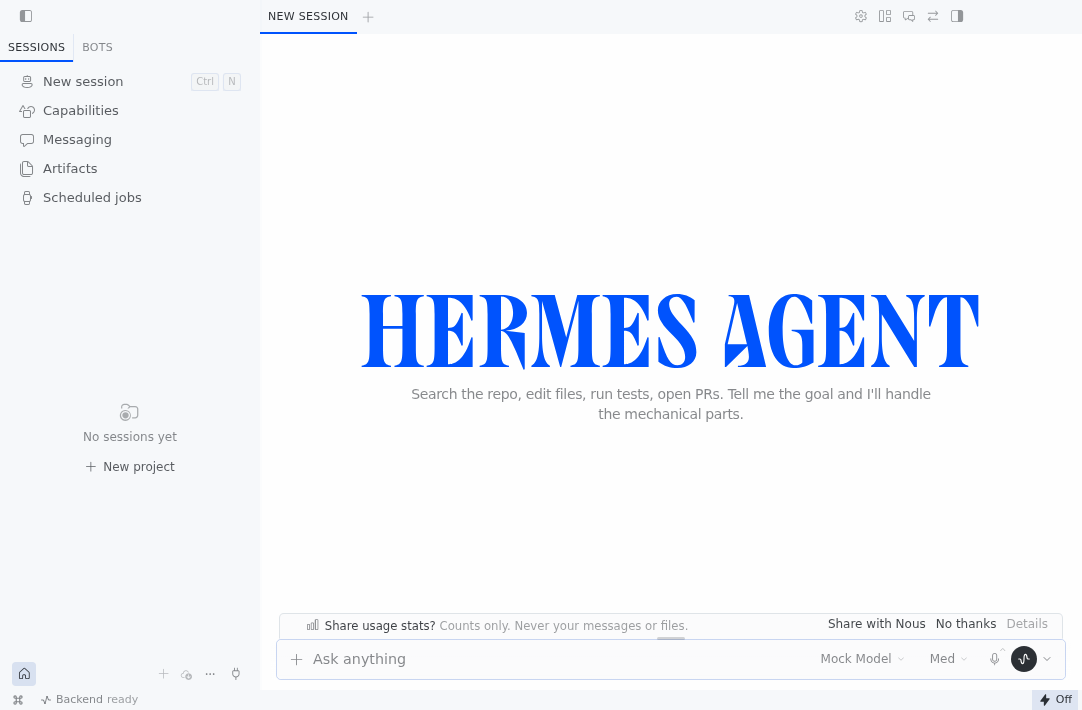 NEW SESSION
SESSIONS
BOTS
New session
Ctrl N
Capabilities
Messaging
Artifacts
Scheduled jobs
No sessions yet
New project
HERMES AGENT
Search the repo, edit files, run tests, open PRs. Tell me the goal and I'll handle
the mechanical parts.
Share usage stats? Counts only. Never your messages or files.
Share with Nous
No thanks
Details
Ask anything
Mock Model
Med
Backend ready
Off